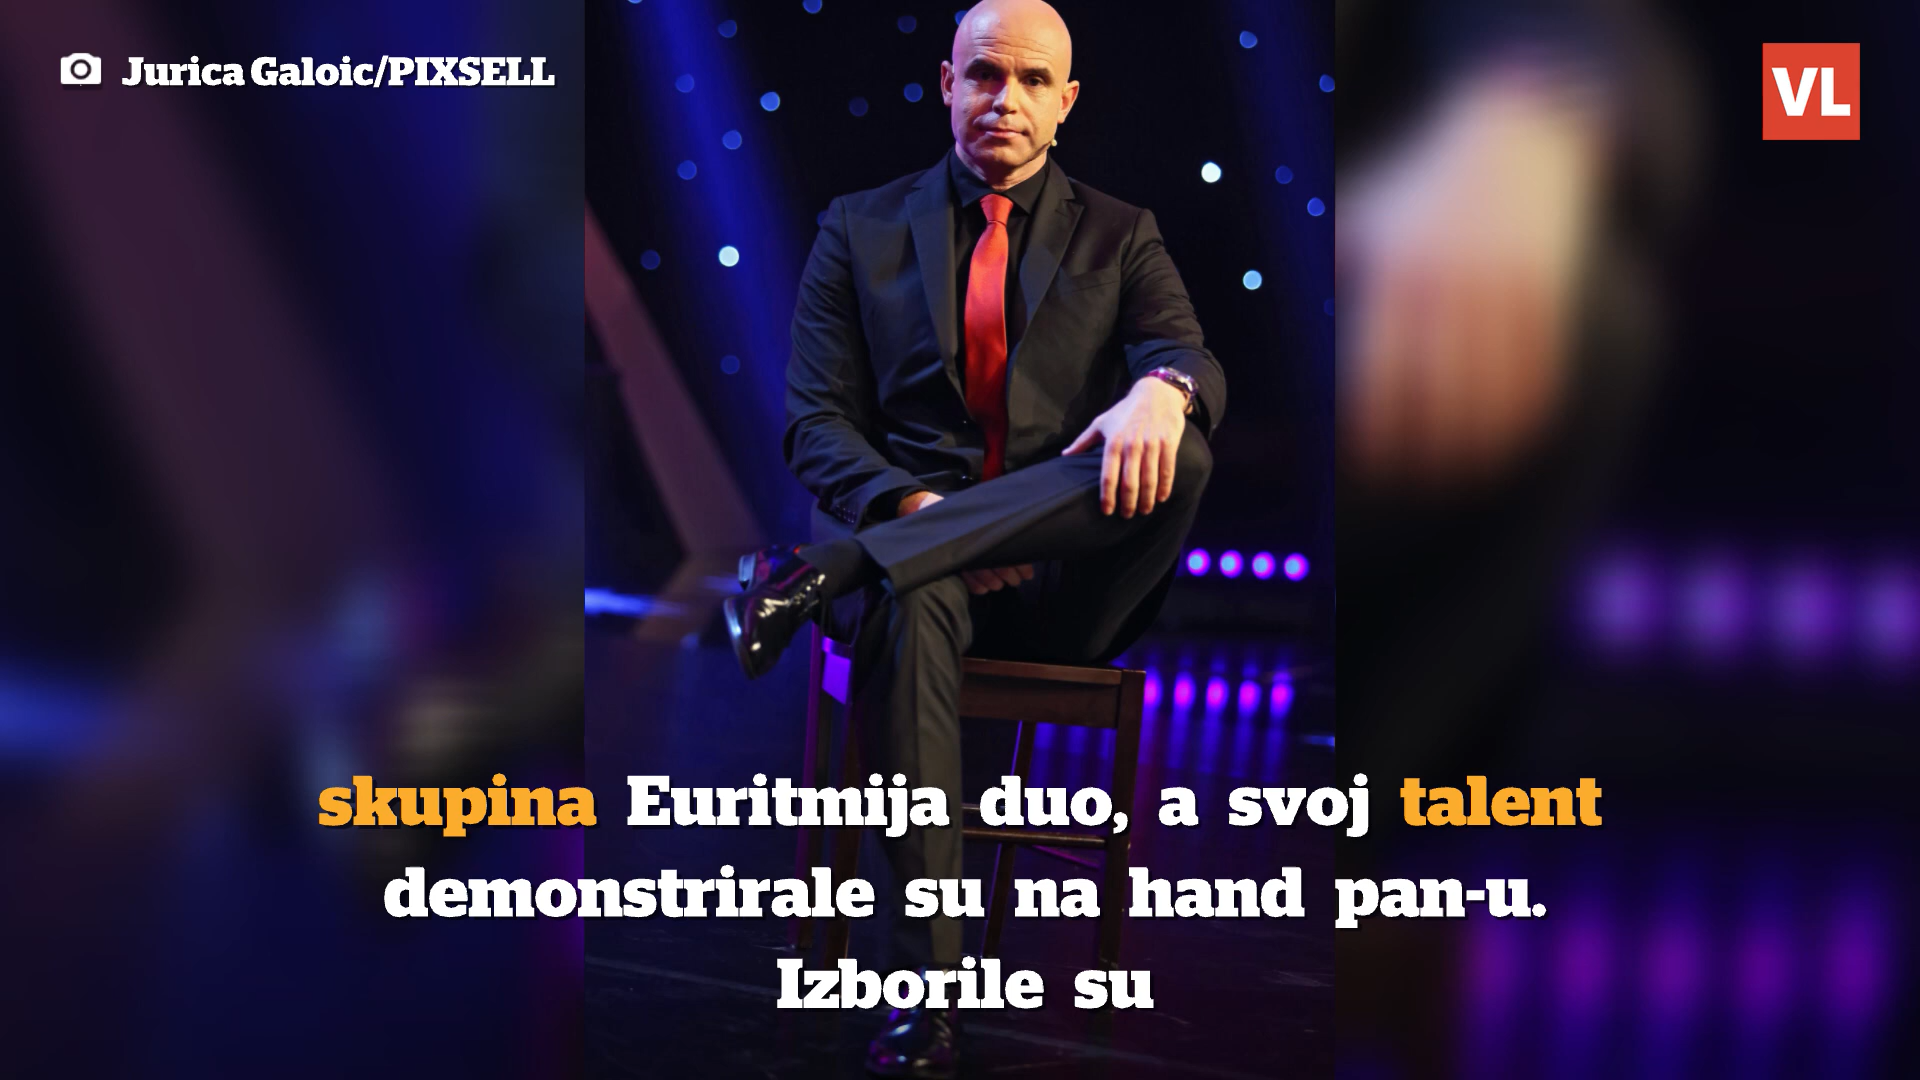 Jurica Galoic/PIXSELL
VL
skupina Euritmija duo, a svoj talent
demonstrirale su na hand pan-u.
Izborile su